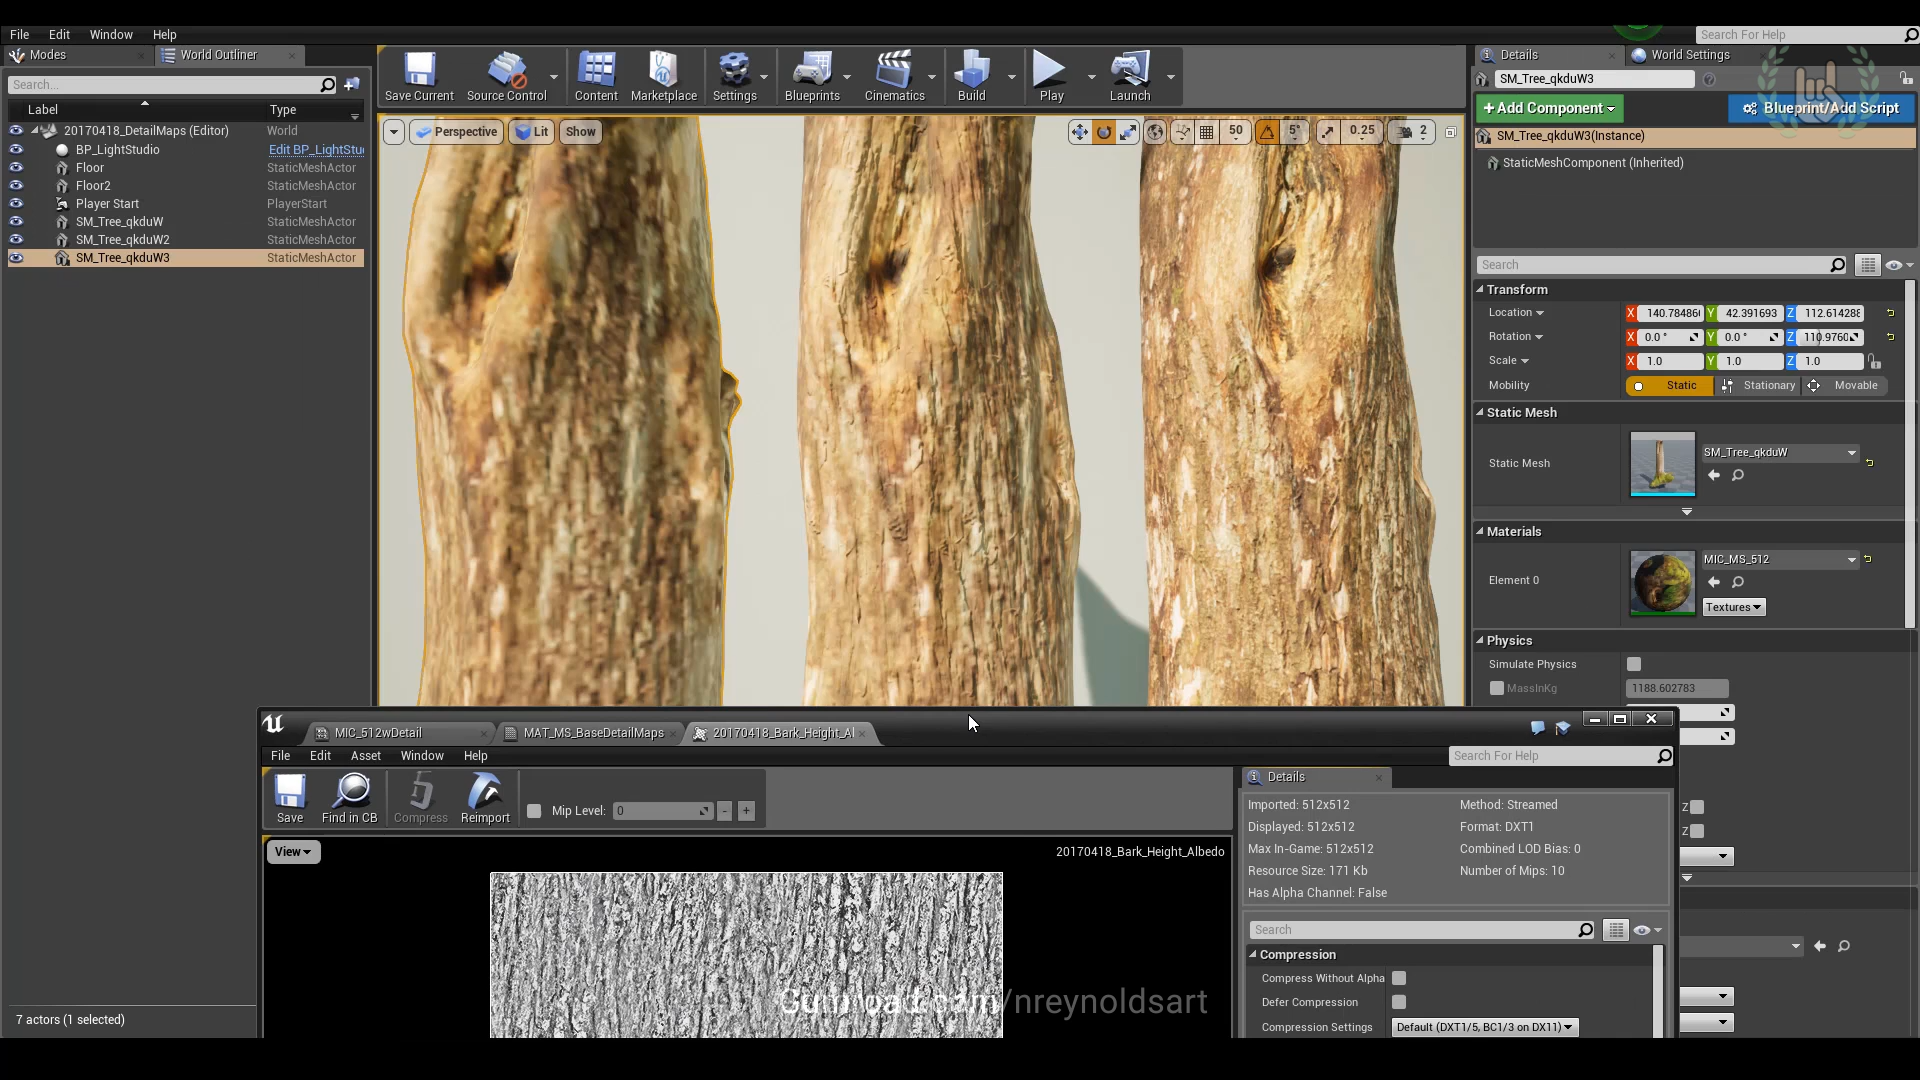 File Edit Window Help
Search For Help
Modes
World Outliner
Search...
Label Type
20170418_DetailMaps (Editor) World
BP_LightStudio Edit BP_LightStu
Floor StaticMeshActor
Floor2 StaticMeshActor
Player Start PlayerStart
SM_Tree_qkduW StaticMeshActor
SM_Tree_qkduW2 StaticMeshActor
SM_Tree_qkduW3 StaticMeshActor
7 actors (1 selected)
Save Current Source Control Content Marketplace Settings Blueprints Cinematics Build Play Launch
Perspective Lit Show
50 5° 0.25 2
Details World Settings
SM_Tree_qkduW3
+Add Component Blueprint/Add Script
SM_Tree_qkduW3(Instance)
StaticMeshComponent (Inherited)
Search
Transform
Location X 140.78486 Y 42.391693 Z 112.614288
Rotation X 0.0 ° Y 0.0 ° Z 110.9760
Scale X 1.0 Y 1.0 Z 1.0
Mobility Static Stationary Movable
Static Mesh
Static Mesh SM_Tree_qkduW
Materials
Element 0 MIC_MS_512
Textures
Physics
Simulate Physics
MassInKg 1188.602783
Z
Z
MIC_512wDetail MAT_MS_BaseDetailMaps 20170418_Bark_Height_Al
File Edit Asset Window Help
Search For Help
Save Find in CB Compress Reimport
Mip Level: 0 - +
View
20170418_Bark_Height_Albedo
Details
Imported: 512x512 Method: Streamed
Displayed: 512x512 Format: DXT1
Max In-Game: 512x512 Combined LOD Bias: 0
Resource Size: 171 Kb Number of Mips: 10
Has Alpha Channel: False
Search
Compression
Compress Without Alpha
Defer Compression
Compression Settings Default (DXT1/5, BC1/3 on DX11)
Gumroad.com/nreynoldsart